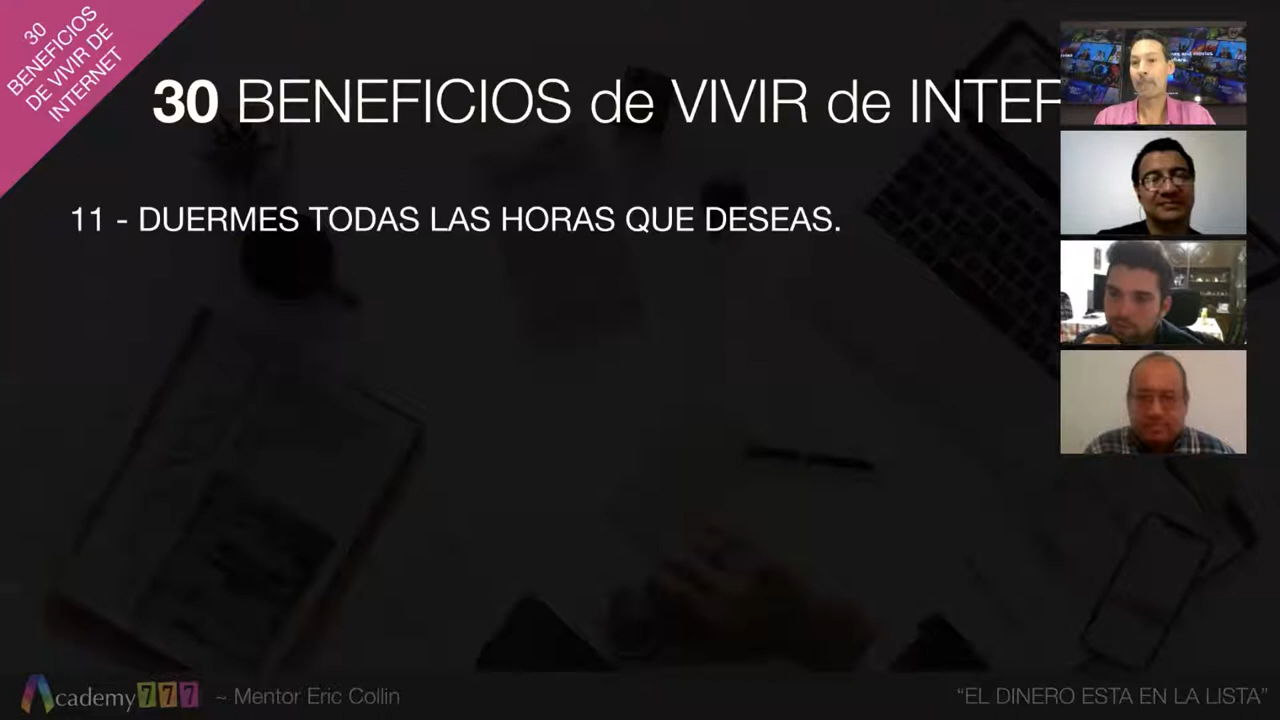 30
BENEFICIOS
DE VIVIR DE
INTERNET
30 BENEFICIOS de VIVIR de INTER
11 - DUERMES TODAS LAS HORAS QUE DESEAS.
Academy777 ~ Mentor Eric Collin
“EL DINERO ESTA EN LA LISTA”